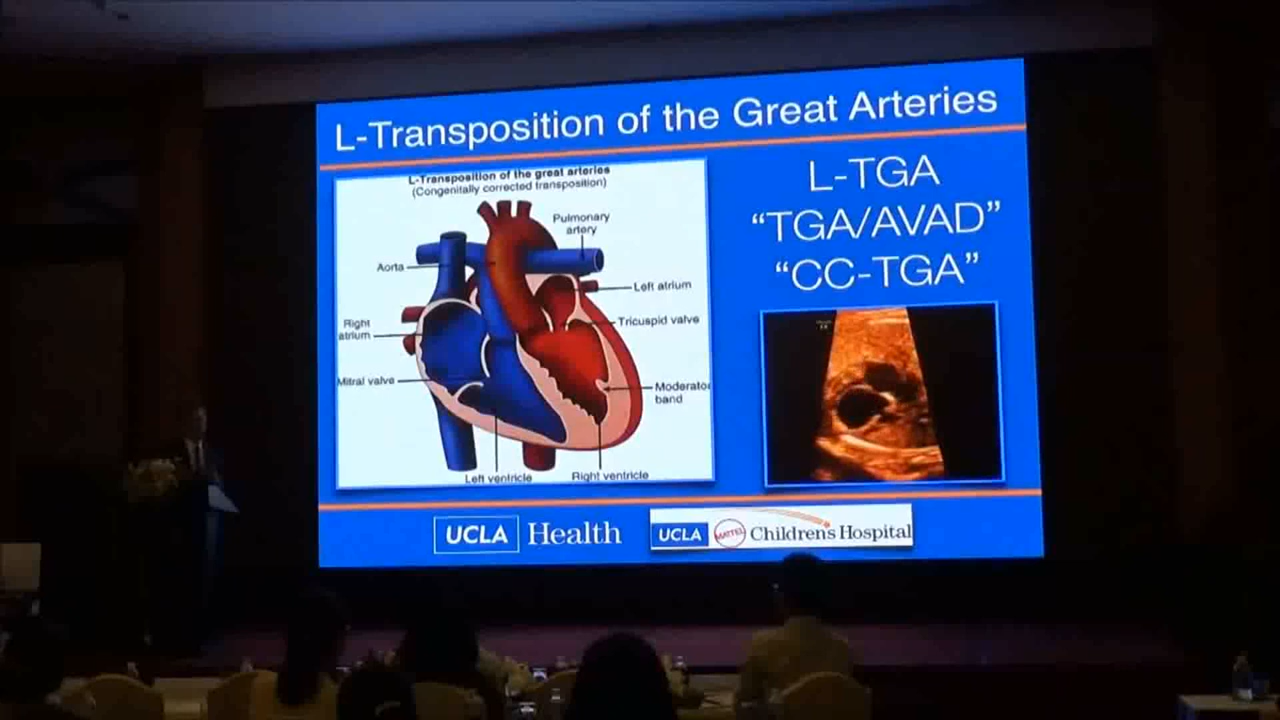 L-Transposition of the Great Arteries
L-Transposition of the great arteries
(Congenitally corrected transposition)
Pulmonary
artery
Aorta
Left atrium
Tricuspid valve
Right
atrium
Mitral valve
Moderator
band
Left ventricle
Right ventricle
L-TGA
“TGA/AVAD”
“CC-TGA”
UCLA Health
UCLA MATTEL Children's Hospital